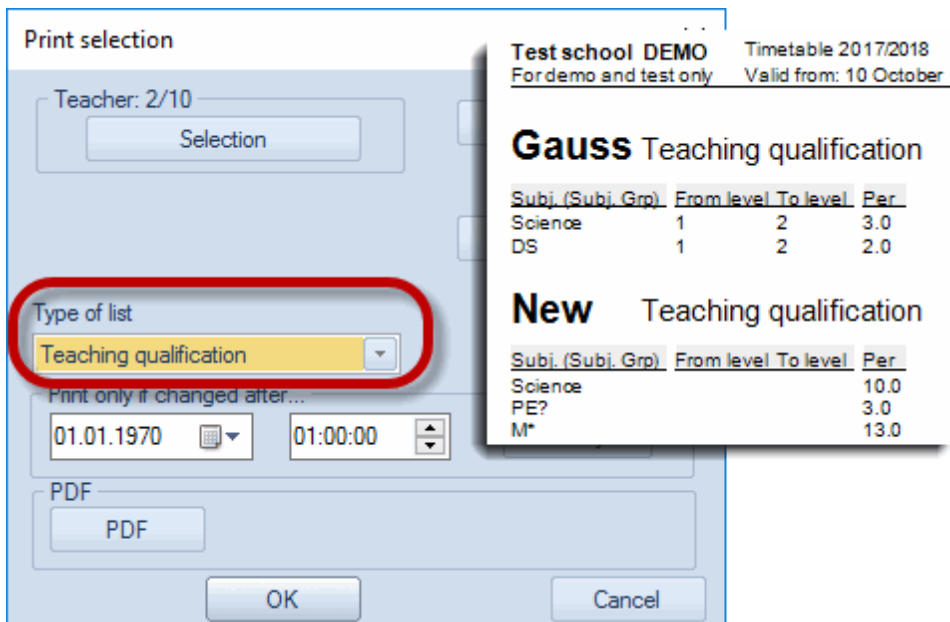 Print selection
Teacher: 2/10
Selection
Type of list
Teaching qualification
Print only if changed after...
01.01.1970
01:00:00
PDF
PDF
OK
Cancel
Test school DEMO Timetable 2017/2018
For demo and test only Valid from: 10 October
Gauss Teaching qualification
Subj. (Subj. Grp) From level To level Per
Science 1 2 3.0
DS 1 2 2.0
New Teaching qualification
Subj. (Subj. Grp) From level To level Per
Science 10.0
PE? 3.0
M* 13.0